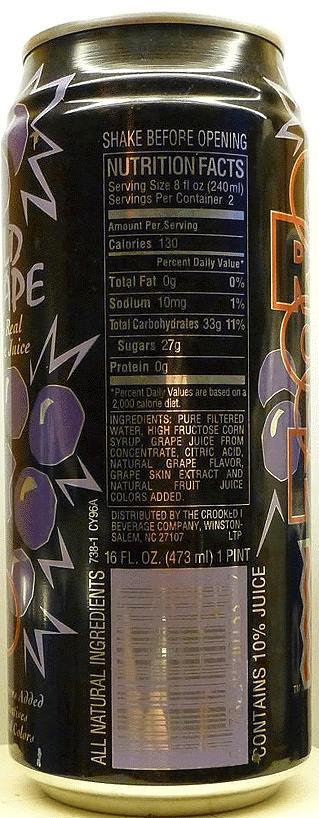 SHAKE BEFORE OPENING
NUTRITION FACTS
Serving Size 8 fl oz (240ml)
Servings Per Container 2
Amount Per Serving
Calories 130
Percent Daily Value*
Total Fat 0g 0%
Sodium 10mg 1%
Total Carbohydrates 33g 11%
Sugars 27g
Protein 0g
*Percent Daily Values are based on a
2,000 calorie diet.
INGREDIENTS: PURE FILTERED
WATER, HIGH FRUCTOSE CORN
SYRUP, GRAPE JUICE FROM
CONCENTRATE, CITRIC ACID,
NATURAL GRAPE FLAVOR,
GRAPE SKIN EXTRACT AND
NATURAL FRUIT JUICE
COLORS ADDED.
DISTRIBUTED BY THE CROOKED I
BEVERAGE COMPANY, WINSTON-
SALEM, NC 27107 LTP
16 FL. OZ. (473 ml) 1 PINT
ALL NATURAL INGREDIENTS 738-1 CY96A
CONTAINS 10% JUICE
D
APE
Real
Juice
Added
Colors
TM